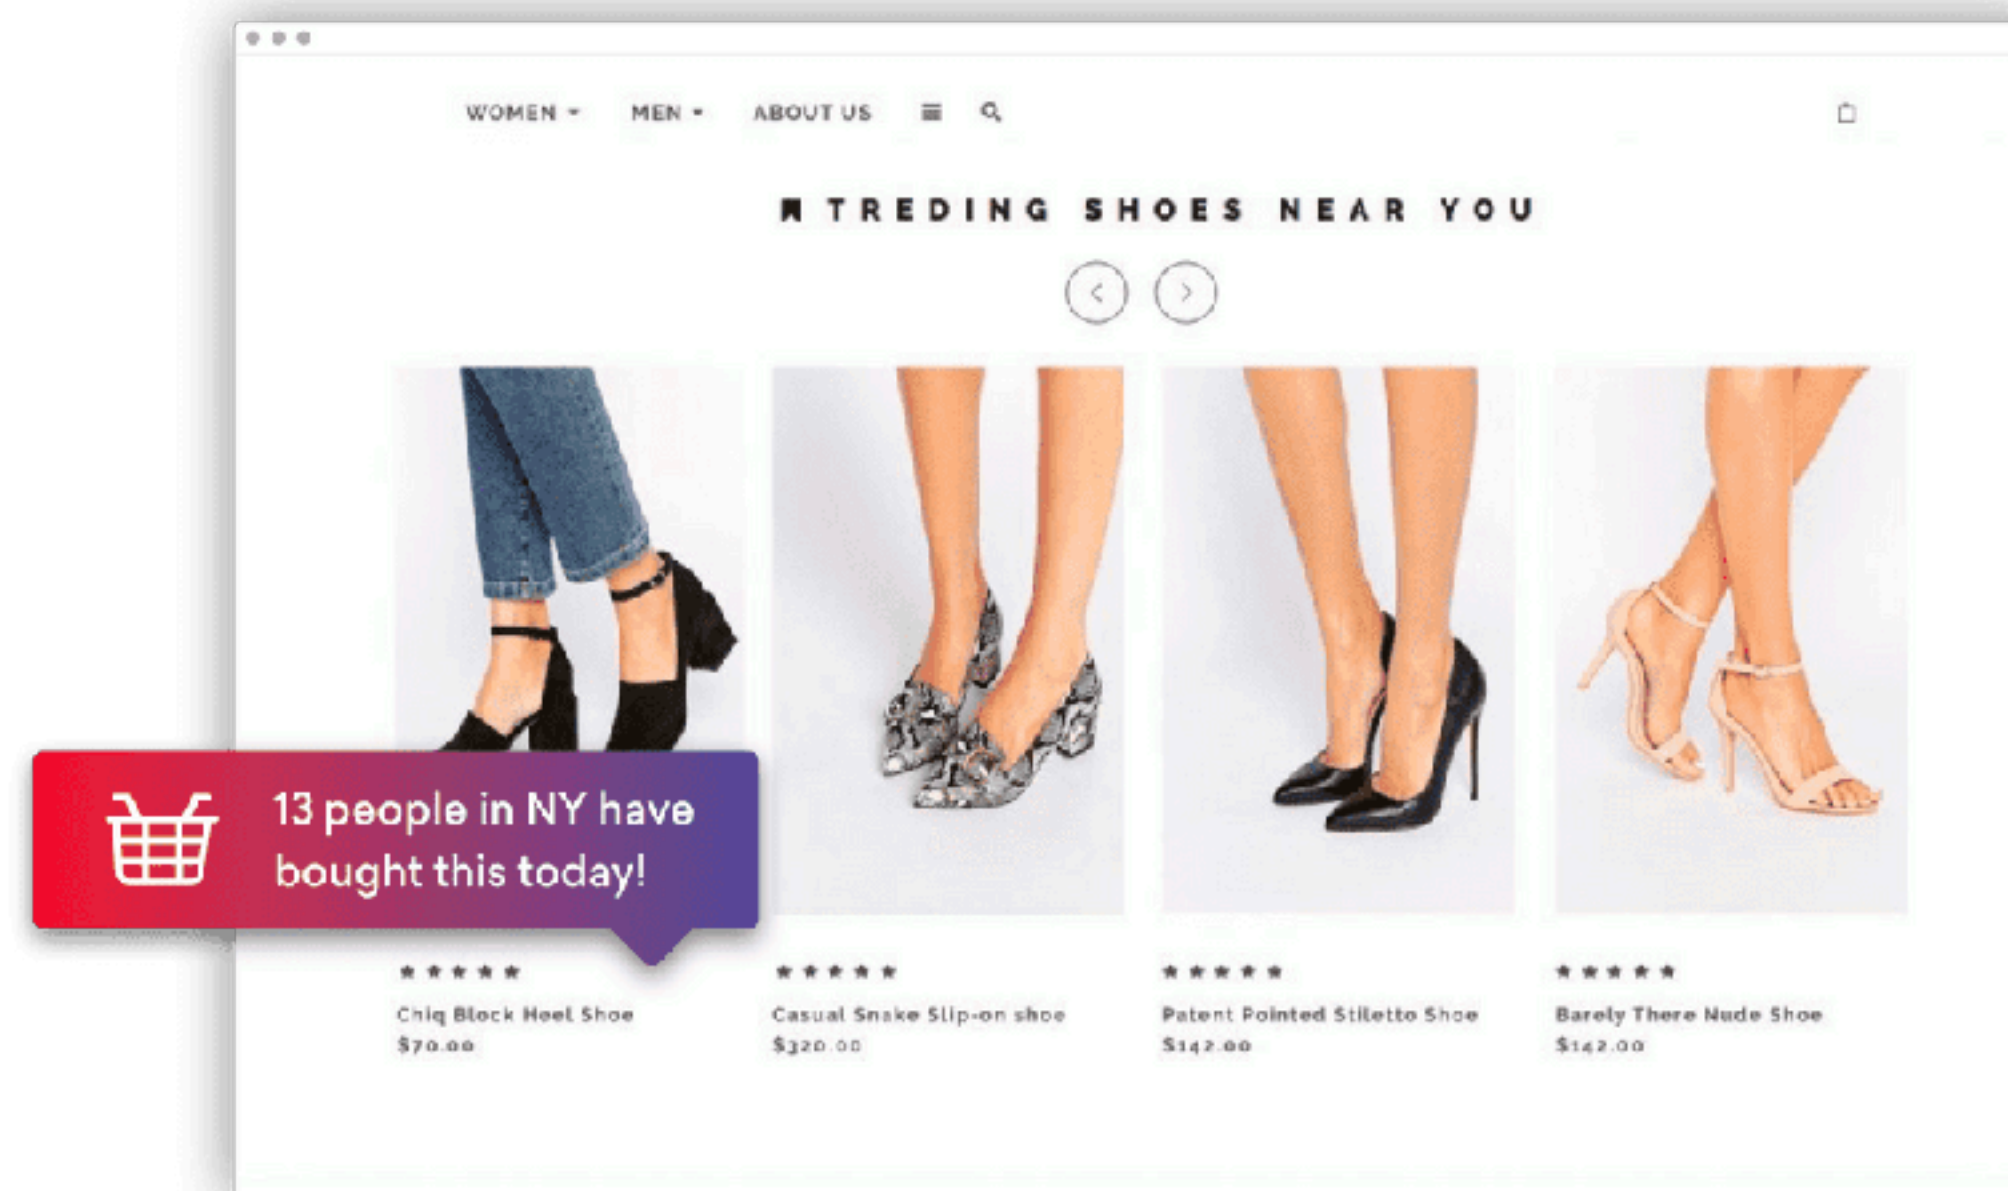 WOMEN MEN ABOUT US
TREDING SHOES NEAR YOU
13 people in NY have
bought this today!
Chiq Block Heel Shoe
$70.00
Casual Snake Slip-on shoe
$320.00
Patent Pointed Stiletto Shoe
$142.00
Barely There Nude Shoe
$142.00